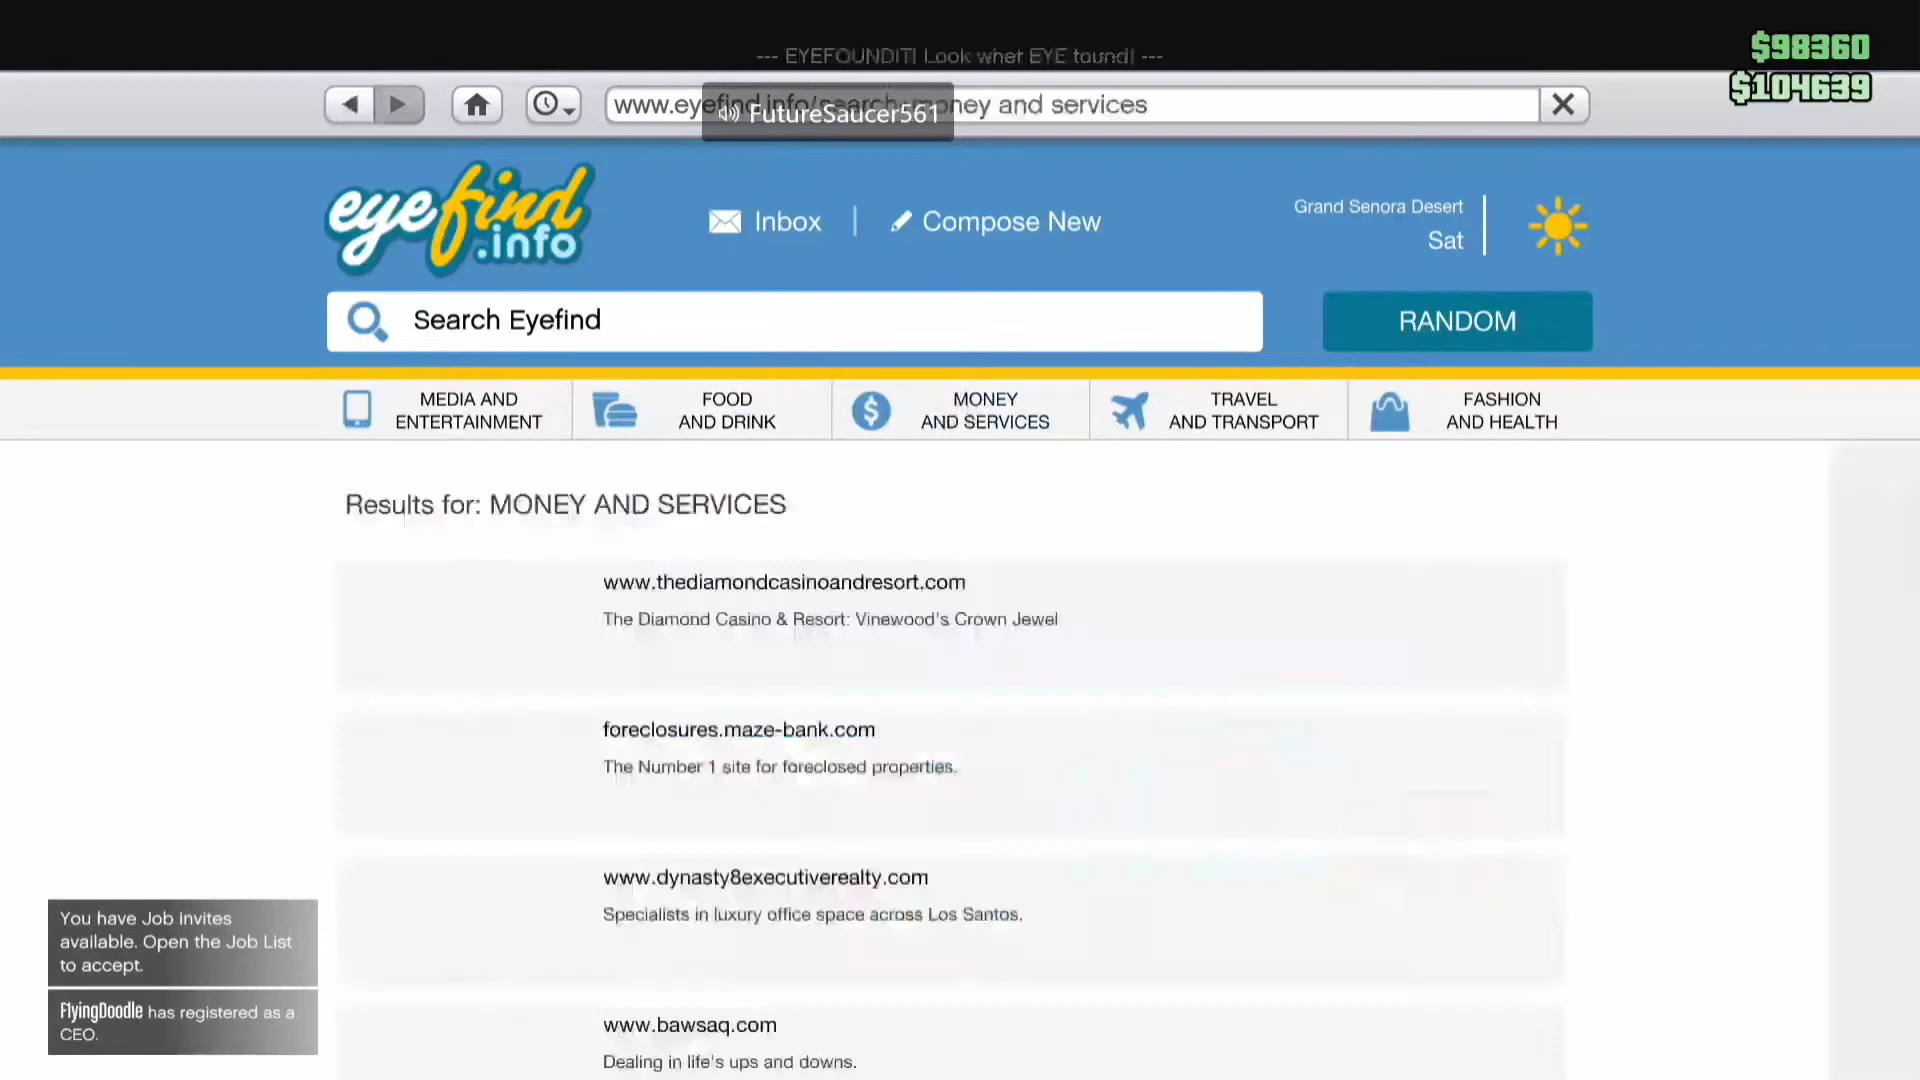 --- EYEFOUNDIT! Look what EYE found! ---
$98360
$104639
www.eyefind.info/search-money and services
FutureSaucer561
eyefind
.info
Inbox
Compose New
Grand Senora Desert
Sat
Search Eyefind
RANDOM
MEDIA AND
ENTERTAINMENT
FOOD
AND DRINK
MONEY
AND SERVICES
TRAVEL
AND TRANSPORT
FASHION
AND HEALTH
Results for: MONEY AND SERVICES
www.thediamondcasinoandresort.com
The Diamond Casino & Resort: Vinewood's Crown Jewel
foreclosures.maze-bank.com
The Number 1 site for foreclosed properties.
www.dynasty8executiverealty.com
Specialists in luxury office space across Los Santos.
www.bawsaq.com
Dealing in life's ups and downs.
You have Job invites
available. Open the Job List
to accept.
FlyingDoodle has registered as a
CEO.